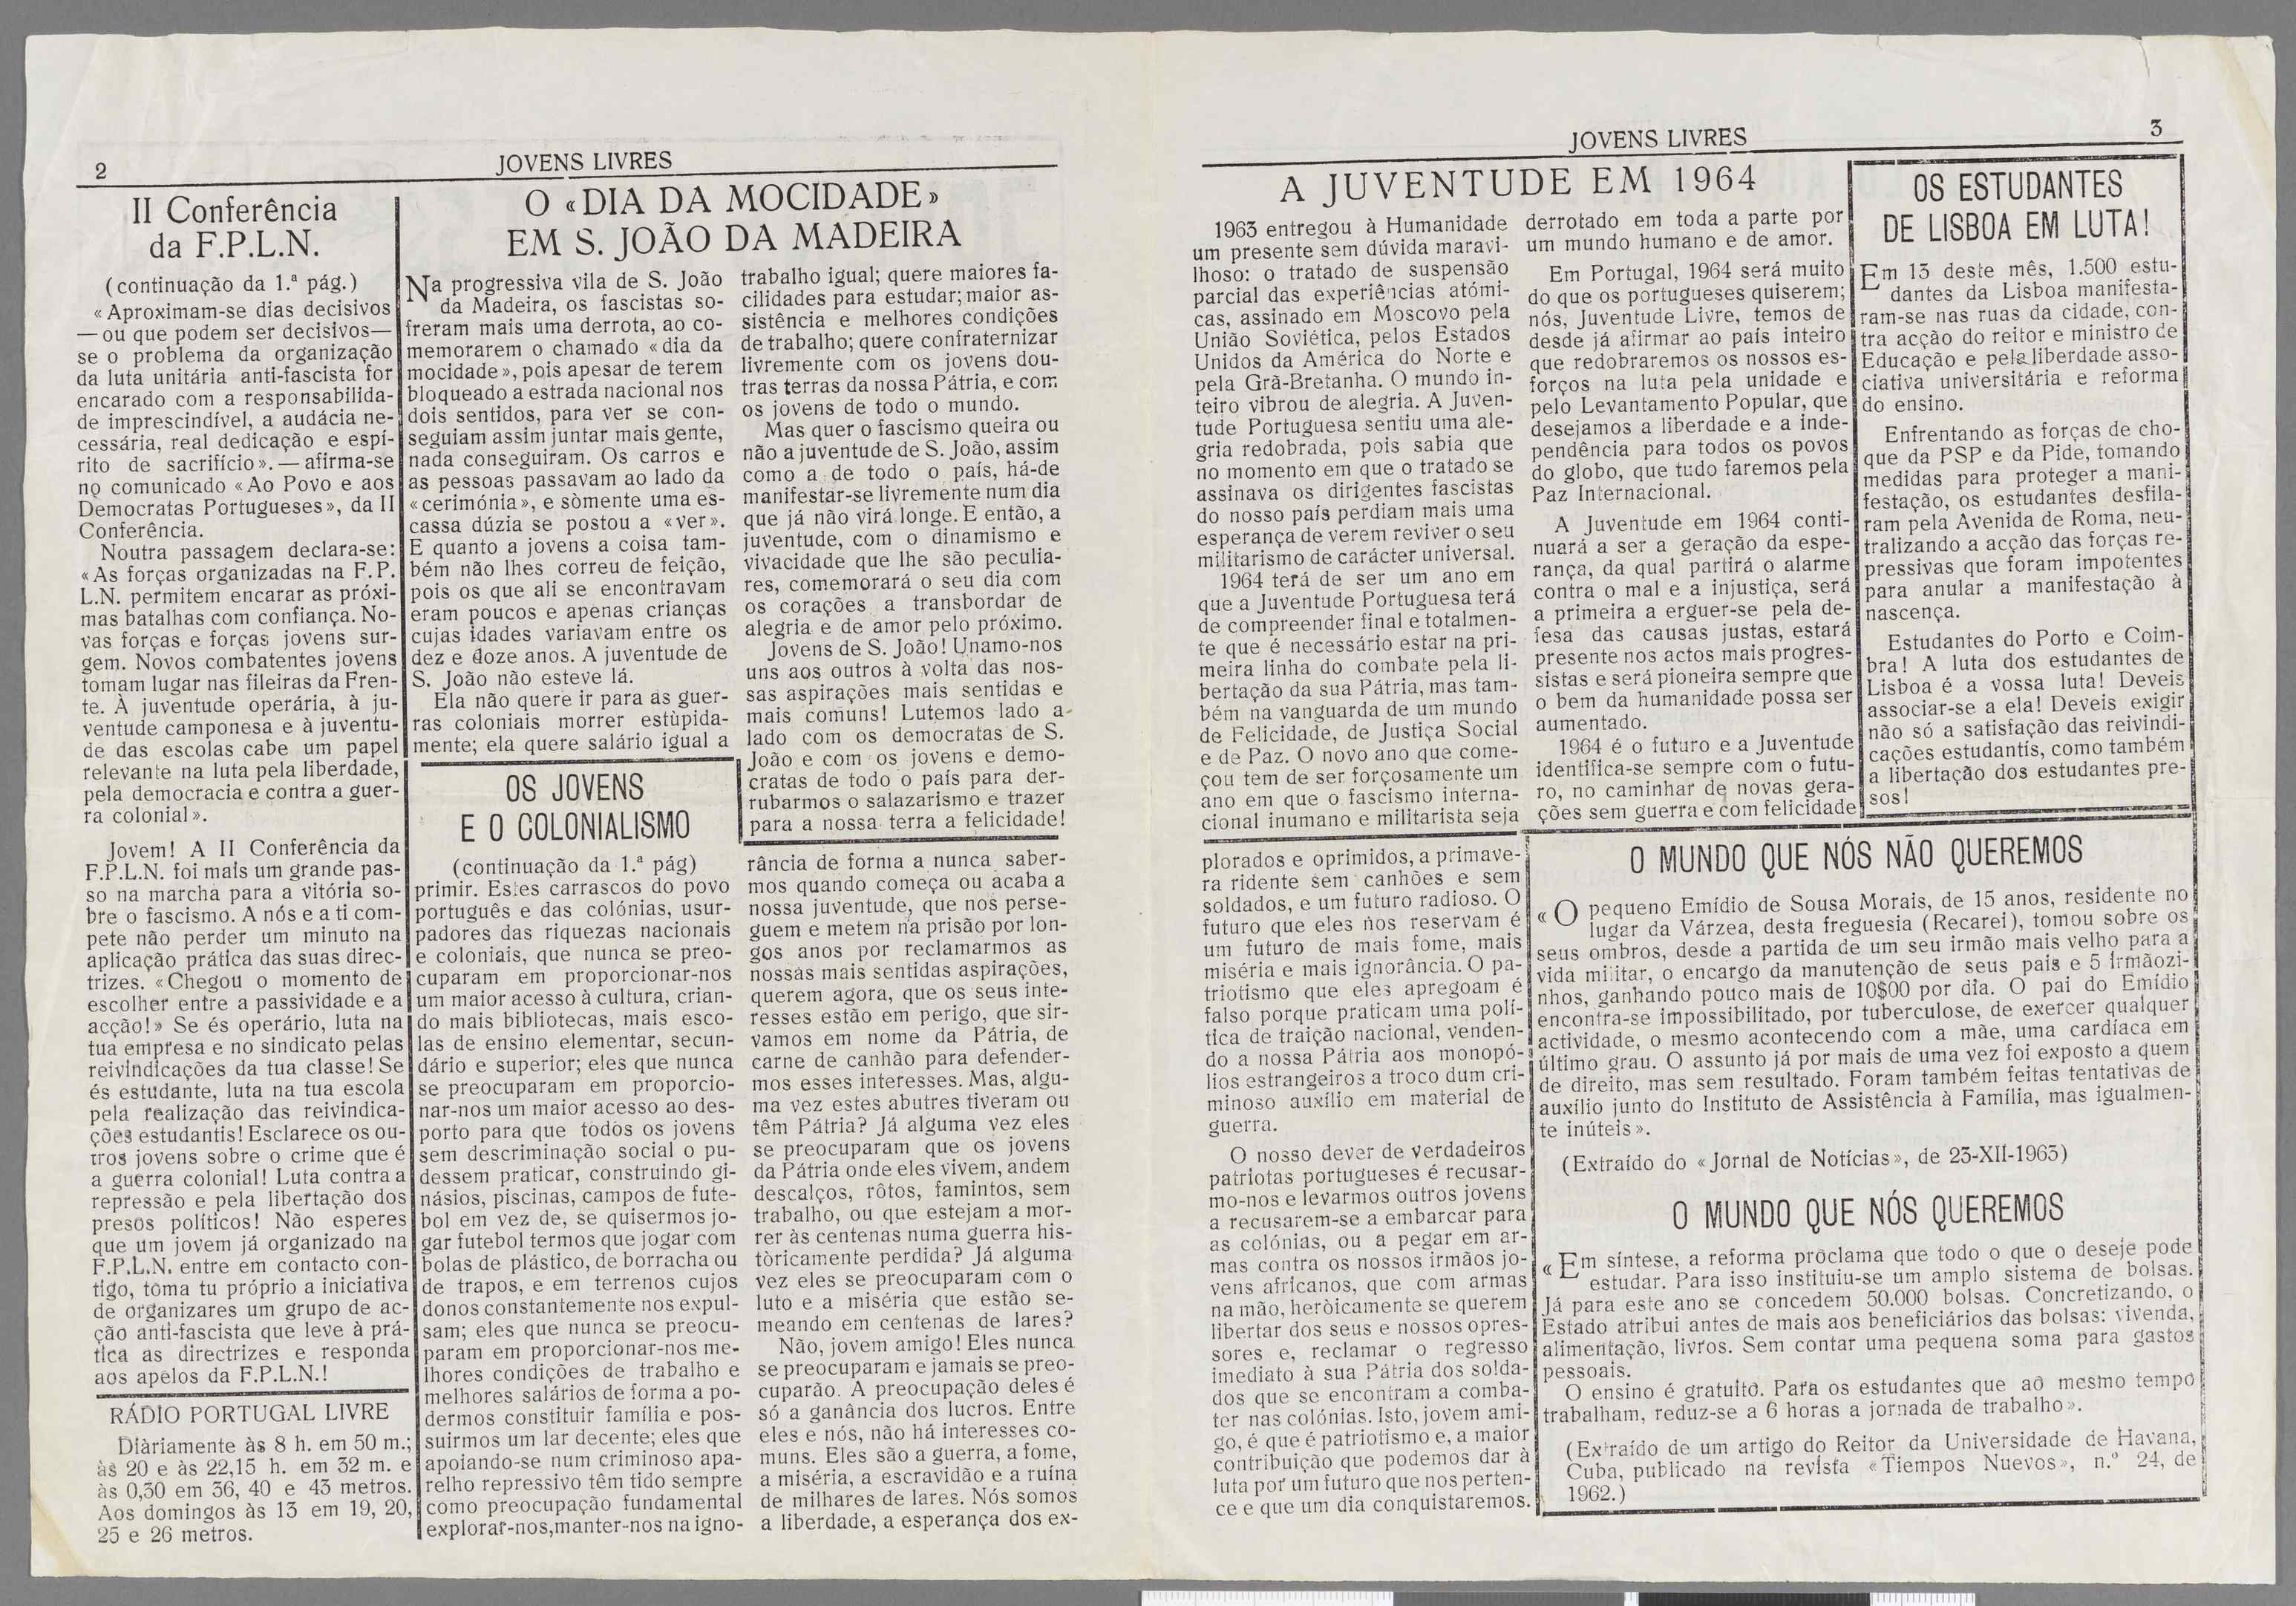 2
JOVENS LIVRES
II Conferência
da F.P.L.N.
(continuação da 1.ª pág.)
«Aproximam-se dias decisivos
—ou que podem ser decisivos—
se o problema da organização
da luta unitária anti-fascista for
encarado com a responsabilida-
de imprescindível, a audácia ne-
cessária, real dedicação e espí-
rito de sacrifício».—afirma-se
no comunicado «Ao Povo e aos
Democratas Portugueses», da II
Conferência.
Noutra passagem declara-se:
«As forças organizadas na F.P.
L.N. permitem encarar as próxi-
mas batalhas com confiança. No-
vas forças e forças jovens sur-
gem. Novos combatentes jovens
tomam lugar nas fileiras da Fren-
te. À juventude operária, à ju-
ventude camponesa e à juventu-
de das escolas cabe um papel
relevante na luta pela liberdade,
pela democracia e contra a guer-
ra colonial».
Jovem! A II Conferência da
F.P.L.N. foi mais um grande pas-
so na marcha para a vitória so-
bre o fascismo. A nós e a ti com-
pete não perder um minuto na
aplicação prática das suas direc-
trizes. «Chegou o momento de
escolher entre a passividade e a
acção!» Se és operário, luta na
tua empresa e no sindicato pelas
reivindicações da tua classe! Se
és estudante, luta na tua escola
pela realização das reivindica-
ções estudantis! Esclarece os ou-
tros jovens sobre o crime que é
a guerra colonial! Luta contra a
repressão e pela libertação dos
presos políticos! Não esperes
que um jovem já organizado na
F.P.L.N. entre em contacto con-
tigo, toma tu próprio a iniciativa
de organizares um grupo de ac-
ção anti-fascista que leve à prá-
tica as directrizes e responda
aos apelos da F.P.L.N.!
RÁDIO PORTUGAL LIVRE
Diàriamente às 8 h. em 50 m.;
às 20 e às 22,15 h. em 32 m. e
às 0,30 em 36, 40 e 43 metros.
Aos domingos às 13 em 19, 20,
25 e 26 metros.
O «DIA DA MOCIDADE»
EM S. JOÃO DA MADEIRA
Na progressiva vila de S. João
da Madeira, os fascistas so-
freram mais uma derrota, ao co-
memorarem o chamado «dia da
mocidade», pois apesar de terem
bloqueado a estrada nacional nos
dois sentidos, para ver se con-
seguiam assim juntar mais gente,
nada conseguiram. Os carros e
as pessoas passavam ao lado da
«cerimónia», e sòmente uma es-
cassa dúzia se postou a «ver».
E quanto a jovens a coisa tam-
bém não lhes correu de feição,
pois os que ali se encontravam
eram poucos e apenas crianças
cujas idades variavam entre os
dez e doze anos. A juventude de
S. João não esteve lá.
Ela não quere ir para as guer-
ras coloniais morrer estùpida-
mente; ela quere salário igual a
trabalho igual; quere maiores fa-
cilidades para estudar; maior as-
sistência e melhores condições
de trabalho; quere confraternizar
livremente com os jovens dou-
tras terras da nossa Pátria, e com
os jovens de todo o mundo.
Mas quer o fascismo queira ou
não a juventude de S. João, assim
como a de todo o país, há-de
manifestar-se livremente num dia
que já não virá longe. E então, a
juventude, com o dinamismo e
vivacidade que lhe são peculia-
res, comemorará o seu dia com
os corações a transbordar de
alegria e de amor pelo próximo.
Jovens de S. João! Unamo-nos
uns aos outros à volta das nos-
sas aspirações mais sentidas e
mais comuns! Lutemos lado a
lado com os democratas de S.
João e com os jovens e demo-
cratas de todo o país para der-
rubarmos o salazarismo e trazer
para a nossa terra a felicidade!
OS JOVENS
E O COLONIALISMO
(continuação da 1.ª pág)
primir. Estes carrascos do povo
português e das colónias, usur-
padores das riquezas nacionais
e coloniais, que nunca se preo-
cuparam em proporcionar-nos
um maior acesso à cultura, crian-
do mais bibliotecas, mais esco-
las de ensino elementar, secun-
dário e superior; eles que nunca
se preocuparam em proporcio-
nar-nos um maior acesso ao des-
porto para que todos os jovens
sem descriminação social o pu-
dessem praticar, construindo gi-
násios, piscinas, campos de fute-
bol em vez de, se quisermos jo-
gar futebol termos que jogar com
bolas de plástico, de borracha ou
de trapos, e em terrenos cujos
donos constantemente nos expul-
sam; eles que nunca se preocu-
param em proporcionar-nos me-
lhores condições de trabalho e
melhores salários de forma a po-
dermos constituir família e pos-
suirmos um lar decente; eles que
apoiando-se num criminoso apa-
relho repressivo têm tido sempre
como preocupação fundamental
explorar-nos,manter-nos na igno-
rância de forma a nunca saber-
mos quando começa ou acaba a
nossa juventude, que nos perse-
guem e metem na prisão por lon-
gos anos por reclamarmos as
nossas mais sentidas aspirações,
querem agora, que os seus inte-
resses estão em perigo, que sir-
vamos em nome da Pátria, de
carne de canhão para defender-
mos esses interesses. Mas, algu-
ma vez estes abutres tiveram ou
têm Pátria? Já alguma vez eles
se preocuparam que os jovens
da Pátria onde eles vivem, andem
descalços, rôtos, famintos, sem
trabalho, ou que estejam a mor-
rer às centenas numa guerra his-
tòricamente perdida? Já alguma
vez eles se preocuparam com o
luto e a miséria que estão se-
meando em centenas de lares?
Não, jovem amigo! Eles nunca
se preocuparam e jamais se preo-
cuparão. A preocupação deles é
só a ganância dos lucros. Entre
eles e nós, não há interesses co-
muns. Eles são a guerra, a fome,
a miséria, a escravidão e a ruína
de milhares de lares. Nós somos
a liberdade, a esperança dos ex-
JOVENS LIVRES
3
A JUVENTUDE EM 1964
1963 entregou à Humanidade
um presente sem dúvida maravi-
lhoso: o tratado de suspensão
parcial das experiências atómi-
cas, assinado em Moscovo pela
União Soviética, pelos Estados
Unidos da América do Norte e
pela Grã-Bretanha. O mundo in-
teiro vibrou de alegria. A Juven-
tude Portuguesa sentiu uma ale-
gria redobrada, pois sabia que
no momento em que o tratado se
assinava os dirigentes fascistas
do nosso país perdiam mais uma
esperança de verem reviver o seu
militarismo de carácter universal.
1964 terá de ser um ano em
que a Juventude Portuguesa terá
de compreender final e totalmen-
te que é necessário estar na pri-
meira linha do combate pela li-
bertação da sua Pátria, mas tam-
bém na vanguarda de um mundo
de Felicidade, de Justiça Social
e de Paz. O novo ano que come-
çou tem de ser forçosamente um
ano em que o fascismo interna-
cional inumano e militarista seja
derrotado em toda a parte por
um mundo humano e de amor.
Em Portugal, 1964 será muito
do que os portugueses quiserem;
nós, Juventude Livre, temos de
desde já afirmar ao país inteiro
que redobraremos os nossos es-
forços na luta pela unidade e
pelo Levantamento Popular, que
desejamos a liberdade e a inde-
pendência para todos os povos
do globo, que tudo faremos pela
Paz Internacional.
A Juventude em 1964 conti-
nuará a ser a geração da espe-
rança, da qual partirá o alarme
contra o mal e a injustiça, será
a primeira a erguer-se pela de-
fesa das causas justas, estará
presente nos actos mais progres-
sistas e será pioneira sempre que
o bem da humanidade possa ser
aumentado.
1964 é o futuro e a Juventude
identifica-se sempre com o futu-
ro, no caminhar de novas gera-
ções sem guerra e com felicidade
OS ESTUDANTES
DE LISBOA EM LUTA!
Em 13 deste mês, 1.500 estu-
dantes da Lisboa manifesta-
ram-se nas ruas da cidade, con-
tra acção do reitor e ministro de
Educação e pela liberdade asso-
ciativa universitária e reforma
do ensino.
Enfrentando as forças de cho-
que da PSP e da Pide, tomando
medidas para proteger a mani-
festação, os estudantes desfila-
ram pela Avenida de Roma, neu-
tralizando a acção das forças re-
pressivas que foram impotentes
para anular a manifestação à
nascença.
Estudantes do Porto e Coim-
bra! A luta dos estudantes de
Lisboa é a vossa luta! Deveis
associar-se a ela! Deveis exigir
não só a satisfação das reivindi-
cações estudantis, como também
a libertação dos estudantes pre-
sos!
plorados e oprimidos, a primave-
ra ridente sem canhões e sem
soldados, e um futuro radioso. O
futuro que eles nos reservam é
um futuro de mais fome, mais
miséria e mais ignorância. O pa-
triotismo que eles apregoam é
falso porque praticam uma polí-
tica de traição nacional, venden-
do a nossa Pátria aos monopó-
lios estrangeiros a troco dum cri-
minoso auxílio em material de
guerra.
O nosso dever de verdadeiros
patriotas portugueses é recusar-
mo-nos e levarmos outros jovens
a recusarem-se a embarcar para
as colónias, ou a pegar em ar-
mas contra os nossos irmãos jo-
vens africanos, que com armas
na mão, heròicamente se querem
libertar dos seus e nossos opres-
sores e, reclamar o regresso
imediato à sua Pátria dos solda-
dos que se encontram a comba-
ter nas colónias. Isto, jovem ami-
go, é que é patriotismo e, a maior
contribuição que podemos dar à
luta por um futuro que nos perten-
ce e que um dia conquistaremos.
O MUNDO QUE NÓS NÃO QUEREMOS
«O pequeno Emídio de Sousa Morais, de 15 anos, residente no
lugar da Várzea, desta freguesia (Recarei), tomou sobre os
seus ombros, desde a partida de um seu irmão mais velho para a
vida militar, o encargo da manutenção de seus pais e 5 irmãozi-
nhos, ganhando pouco mais de 10$00 por dia. O pai do Emídio
encontra-se impossibilitado, por tuberculose, de exercer qualquer
actividade, o mesmo acontecendo com a mãe, uma cardíaca em
último grau. O assunto já por mais de uma vez foi exposto a quem
de direito, mas sem resultado. Foram também feitas tentativas de
auxílio junto do Instituto de Assistência à Família, mas igualmen-
te inúteis».
(Extraído do «Jornal de Notícias», de 23-XII-1963)
O MUNDO QUE NÓS QUEREMOS
«Em síntese, a reforma proclama que todo o que o deseje pode
estudar. Para isso instituiu-se um amplo sistema de bolsas.
Já para este ano se concedem 50.000 bolsas. Concretizando, o
Estado atribui antes de mais aos beneficiários das bolsas: vivenda,
alimentação, livros. Sem contar uma pequena soma para gastos
pessoais.
O ensino é gratuito. Para os estudantes que ao mesmo tempo
trabalham, reduz-se a 6 horas a jornada de trabalho».
(Extraído de um artigo do Reitor da Universidade de Havana,
Cuba, publicado na revista «Tiempos Nuevos», n.º 24, de
1962.)